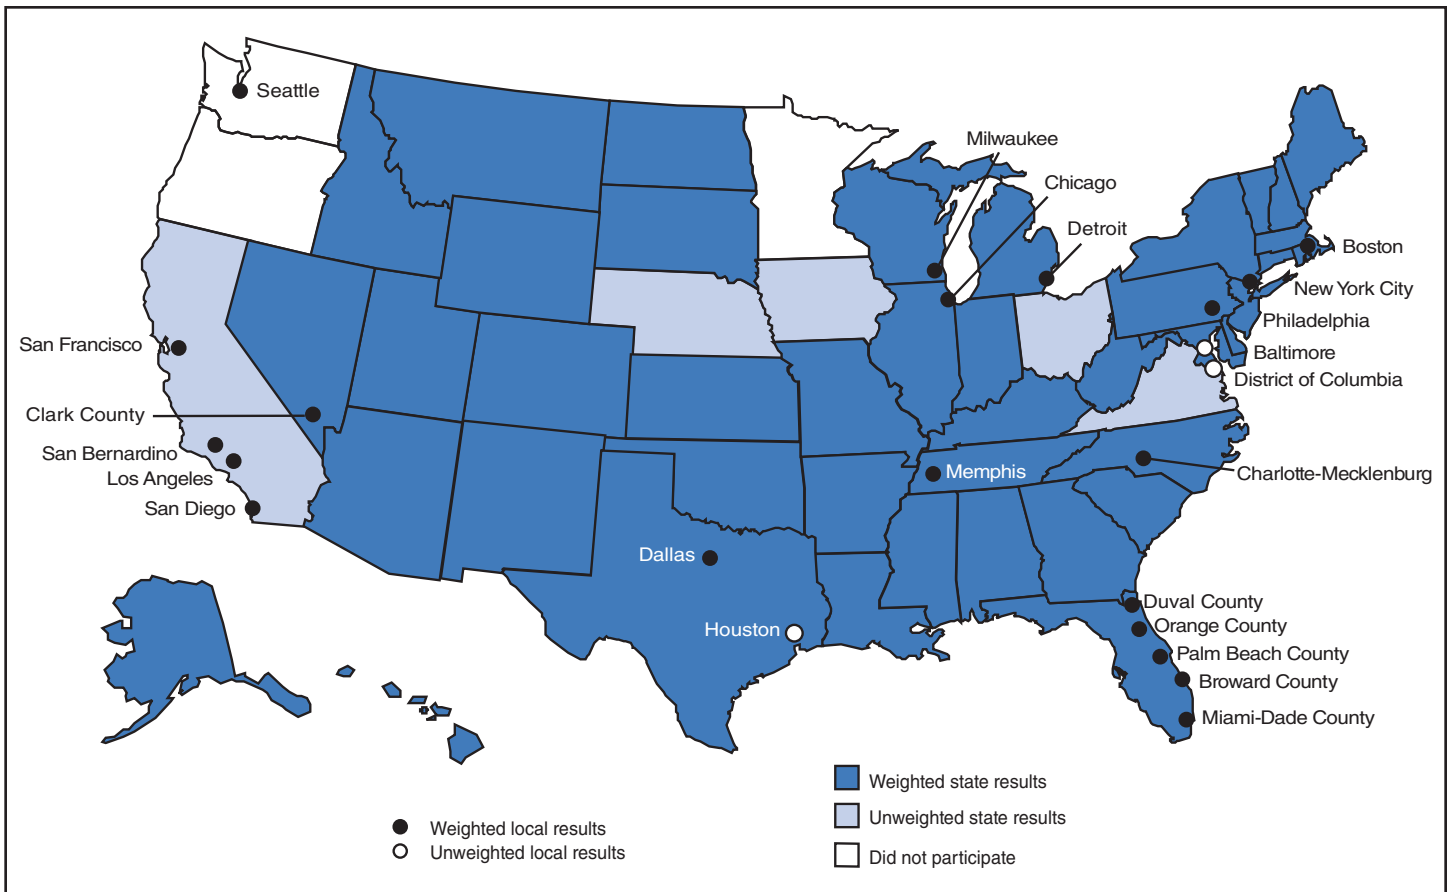 Seattle
Milwaukee
Chicago
Detroit
Boston
New York City
Philadelphia
Baltimore
District of Columbia
San Francisco
Clark County
San Bernardino
Los Angeles
San Diego
Memphis
Charlotte-Mecklenburg
Dallas
Houston
Duval County
Orange County
Palm Beach County
Broward County
Miami-Dade County
Weighted local results
Unweighted local results
Weighted state results
Unweighted state results
Did not participate